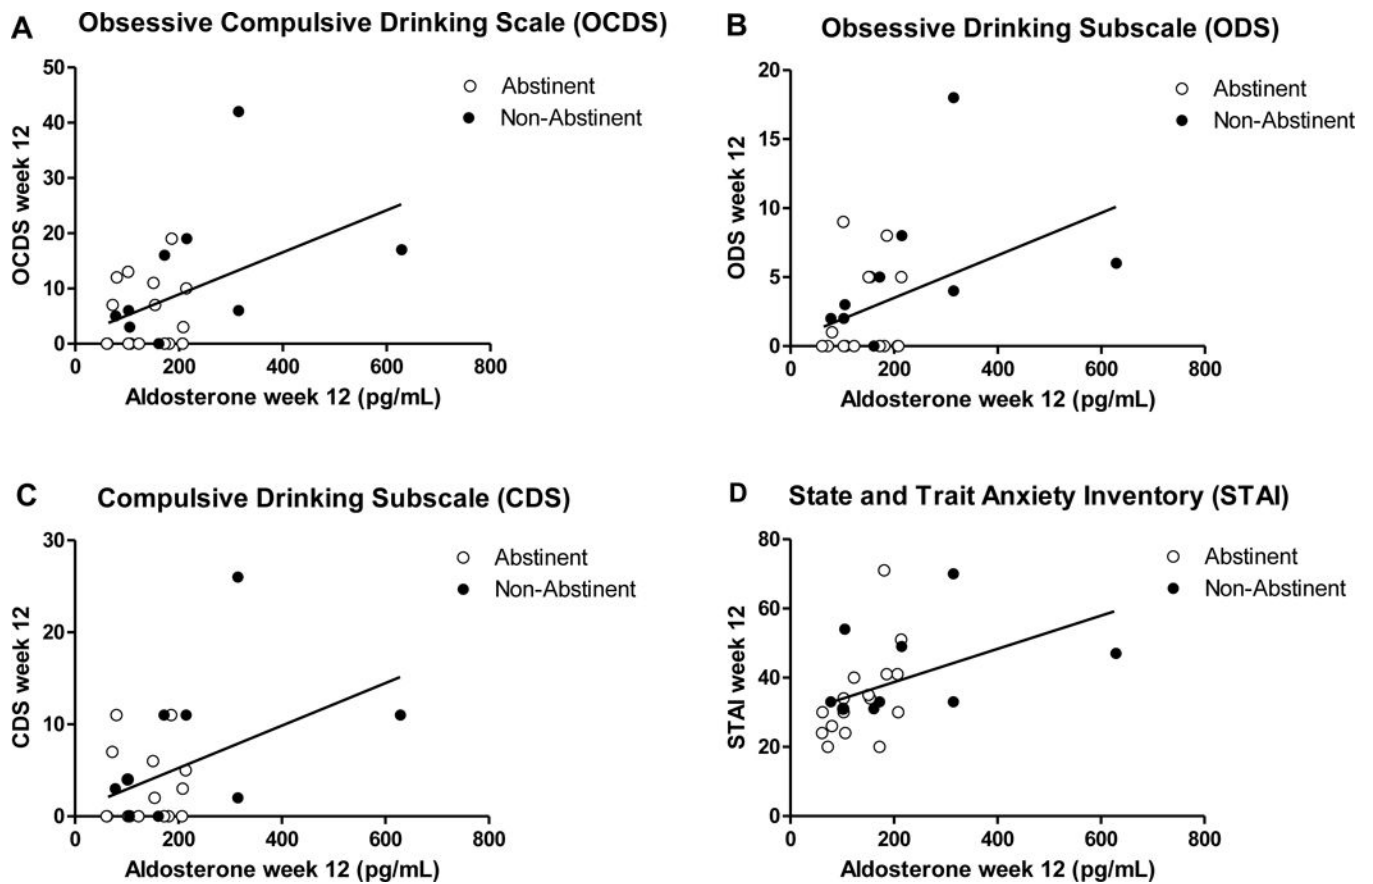 A
Obsessive Compulsive Drinking Scale (OCDS)
50
40
30
20
10
0
OCDS week 12
0 200 400 600 800
Aldosterone week 12 (pg/mL)
Abstinent
Non-Abstinent
B
Obsessive Drinking Subscale (ODS)
20
15
10
5
0
ODS week 12
0 200 400 600 800
Aldosterone week 12 (pg/mL)
Abstinent
Non-Abstinent
C
Compulsive Drinking Subscale (CDS)
30
20
10
0
CDS week 12
0 200 400 600 800
Aldosterone week 12 (pg/mL)
Abstinent
Non-Abstinent
D
State and Trait Anxiety Inventory (STAI)
80
60
40
20
0
STAI week 12
0 200 400 600 800
Aldosterone week 12 (pg/mL)
Abstinent
Non-Abstinent